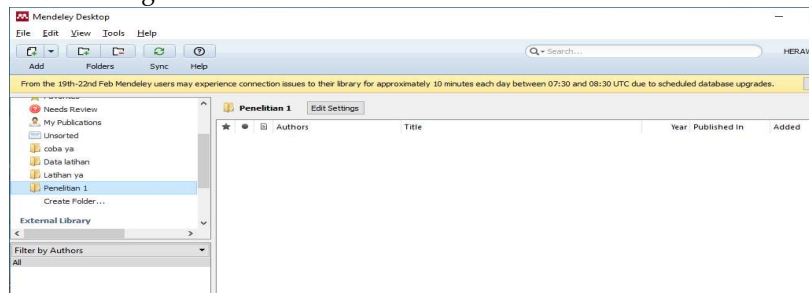 Mendeley Desktop
File Edit View Tools Help
Add Folders Sync Help
Search...
HERAW
From the 19th-22nd Feb Mendeley users may experience connection issues to their library for approximately 10 minutes each day between 07:30 and 08:30 UTC due to scheduled database upgrades.
Needs Review
My Publications
Unsorted
coba ya
Data latihan
Latihan ya
Penelitian 1
Create Folder...
External Library
Filter by Authors
All
Penelitian 1 Edit Settings
Authors Title Year Published In Added